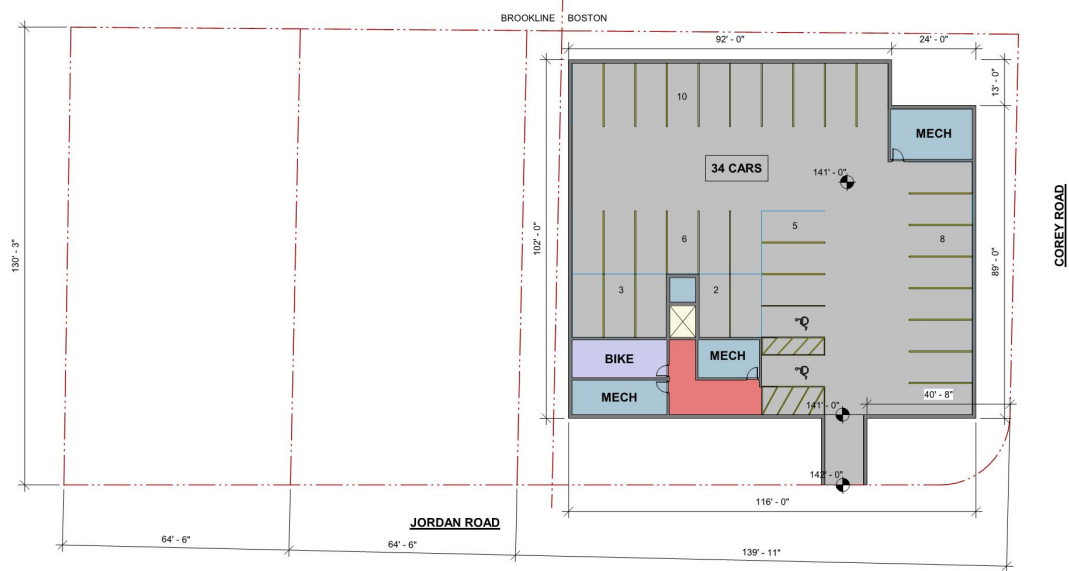 BROOKLINE BOSTON
92' - 0" 24' - 0"
10
13' - 0"
MECH
34 CARS
141' - 0"
COREY ROAD
130' - 3"
102' - 0"
6
5
8
89' - 0"
3
2
BIKE
MECH
MECH
40' - 8"
141' - 0"
142' - 0"
116' - 0"
JORDAN ROAD
64' - 6"
64' - 6"
139' - 11"